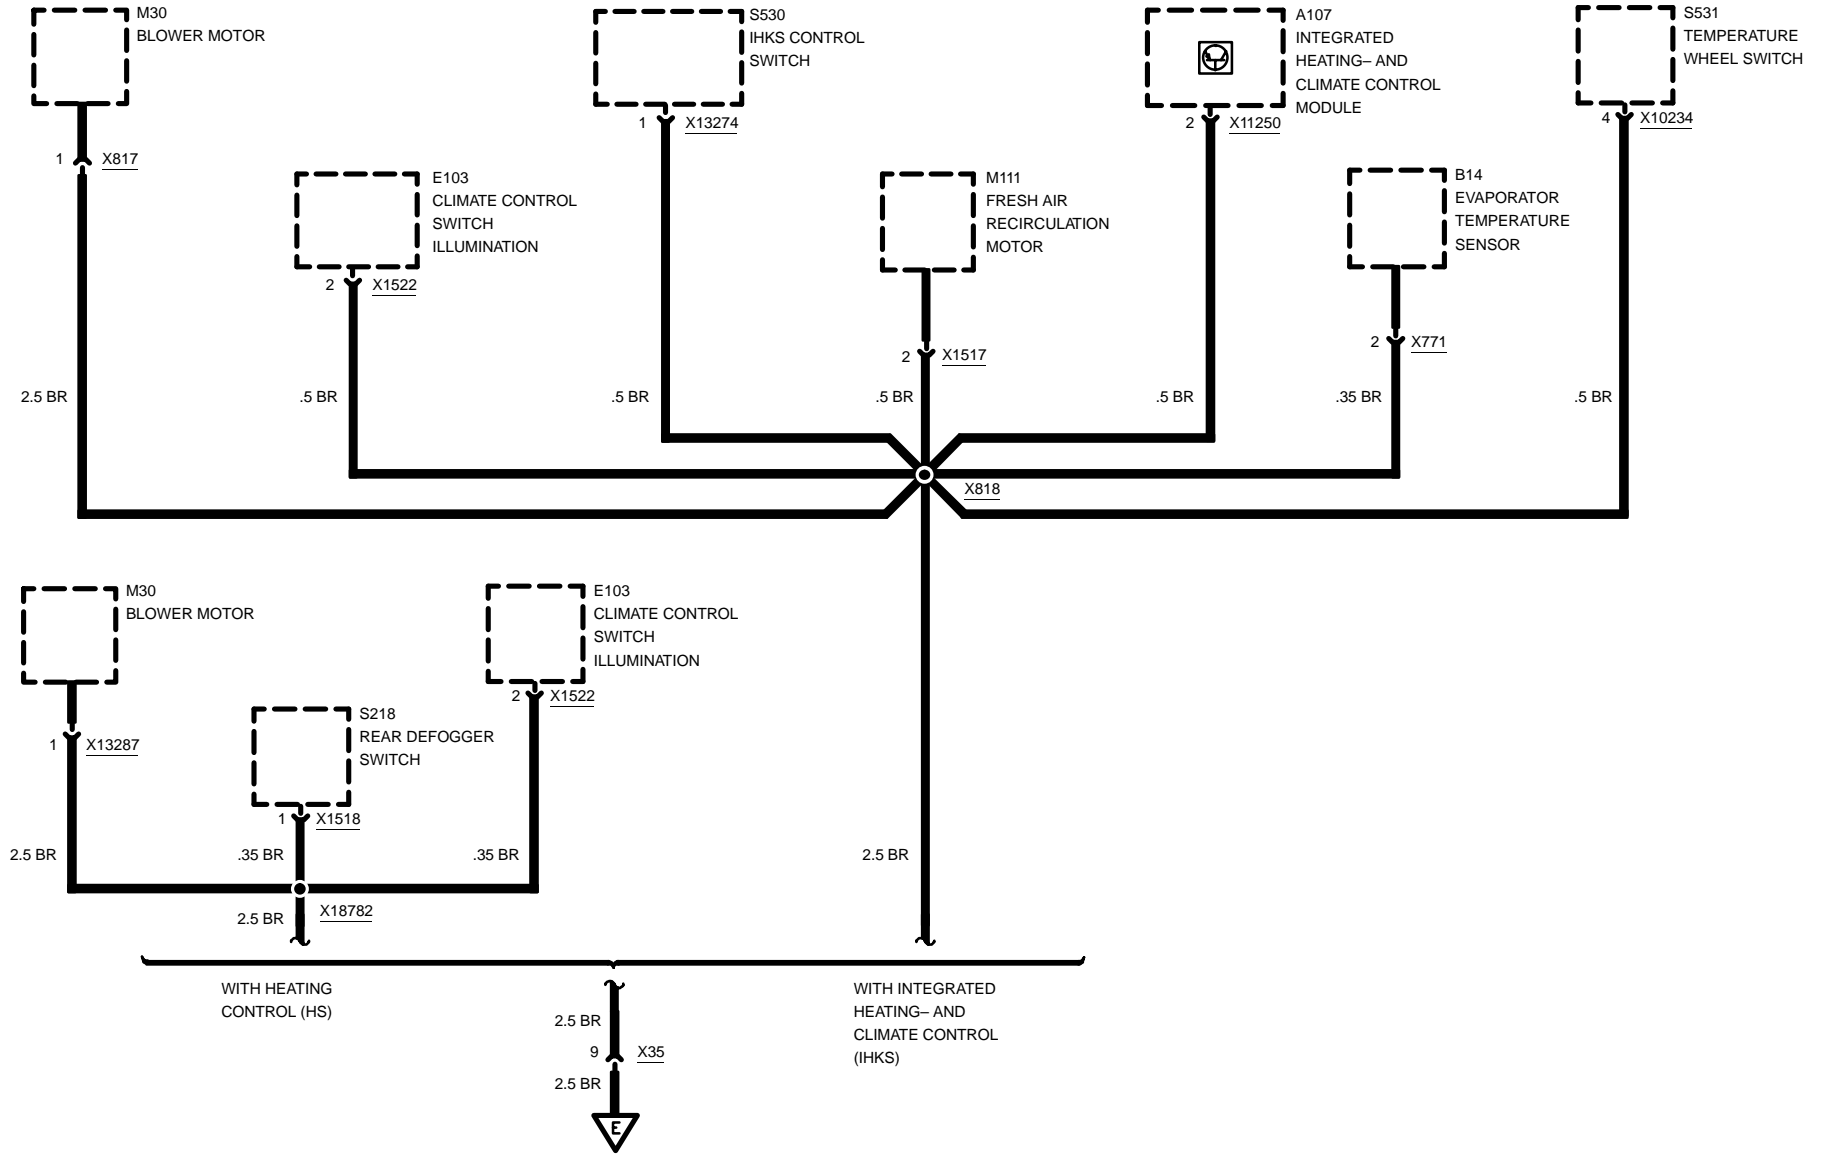 M30
BLOWER MOTOR
S530
IHKS CONTROL
SWITCH
A107
INTEGRATED
HEATING– AND
CLIMATE CONTROL
MODULE
S531
TEMPERATURE
WHEEL SWITCH
1 X817
1 X13274
2 X11250
4 X10234
E103
CLIMATE CONTROL
SWITCH
ILLUMINATION
M111
FRESH AIR
RECIRCULATION
MOTOR
B14
EVAPORATOR
TEMPERATURE
SENSOR
2 X1522
2 X1517
2 X771
2.5 BR
.5 BR
.5 BR
.5 BR
.5 BR
.35 BR
.5 BR
X818
M30
BLOWER MOTOR
E103
CLIMATE CONTROL
SWITCH
ILLUMINATION
2 X1522
S218
REAR DEFOGGER
SWITCH
1 X13287
1 X1518
2.5 BR
.35 BR
.35 BR
2.5 BR
X18782
2.5 BR
WITH HEATING
CONTROL (HS)
WITH INTEGRATED
HEATING– AND
CLIMATE CONTROL
(IHKS)
2.5 BR
9 X35
2.5 BR
E